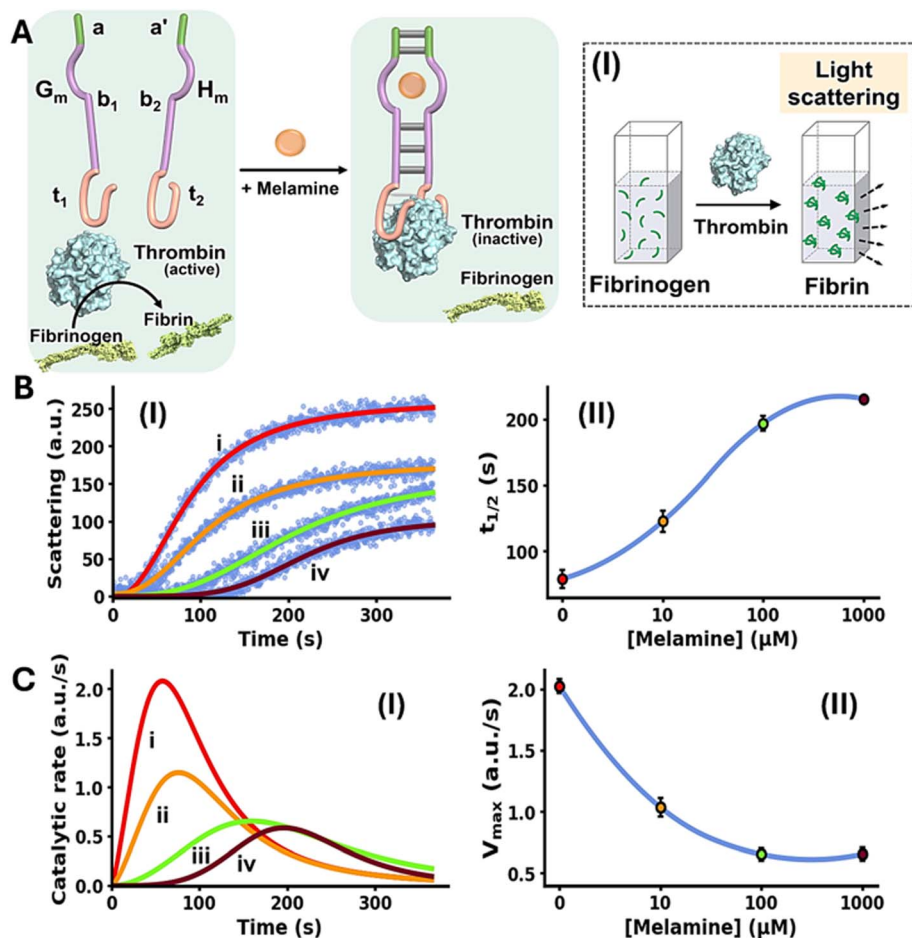 A
a
a'
Gₘ
b₁
b₂
Hₘ
t₁
t₂
Thrombin
(active)
Fibrinogen
Fibrin
+ Melamine
Thrombin
(inactive)
Fibrinogen
(I)
Light
scattering
Thrombin
Fibrinogen
Fibrin
B
(I)
Scattering (a.u.)
250
200
150
100
50
0
i
ii
iii
iv
0
100
200
300
Time (s)
(II)
t₁/₂ (s)
200
150
100
0
10
100
1000
[Melamine] (μM)
C
(I)
Catalytic rate (a.u./s)
2.0
1.5
1.0
0.5
0.0
i
ii
iii
iv
0
100
200
300
Time (s)
(II)
Vₘₐₓ (a.u./s)
2.0
1.5
1.0
0.5
0
10
100
1000
[Melamine] (μM)